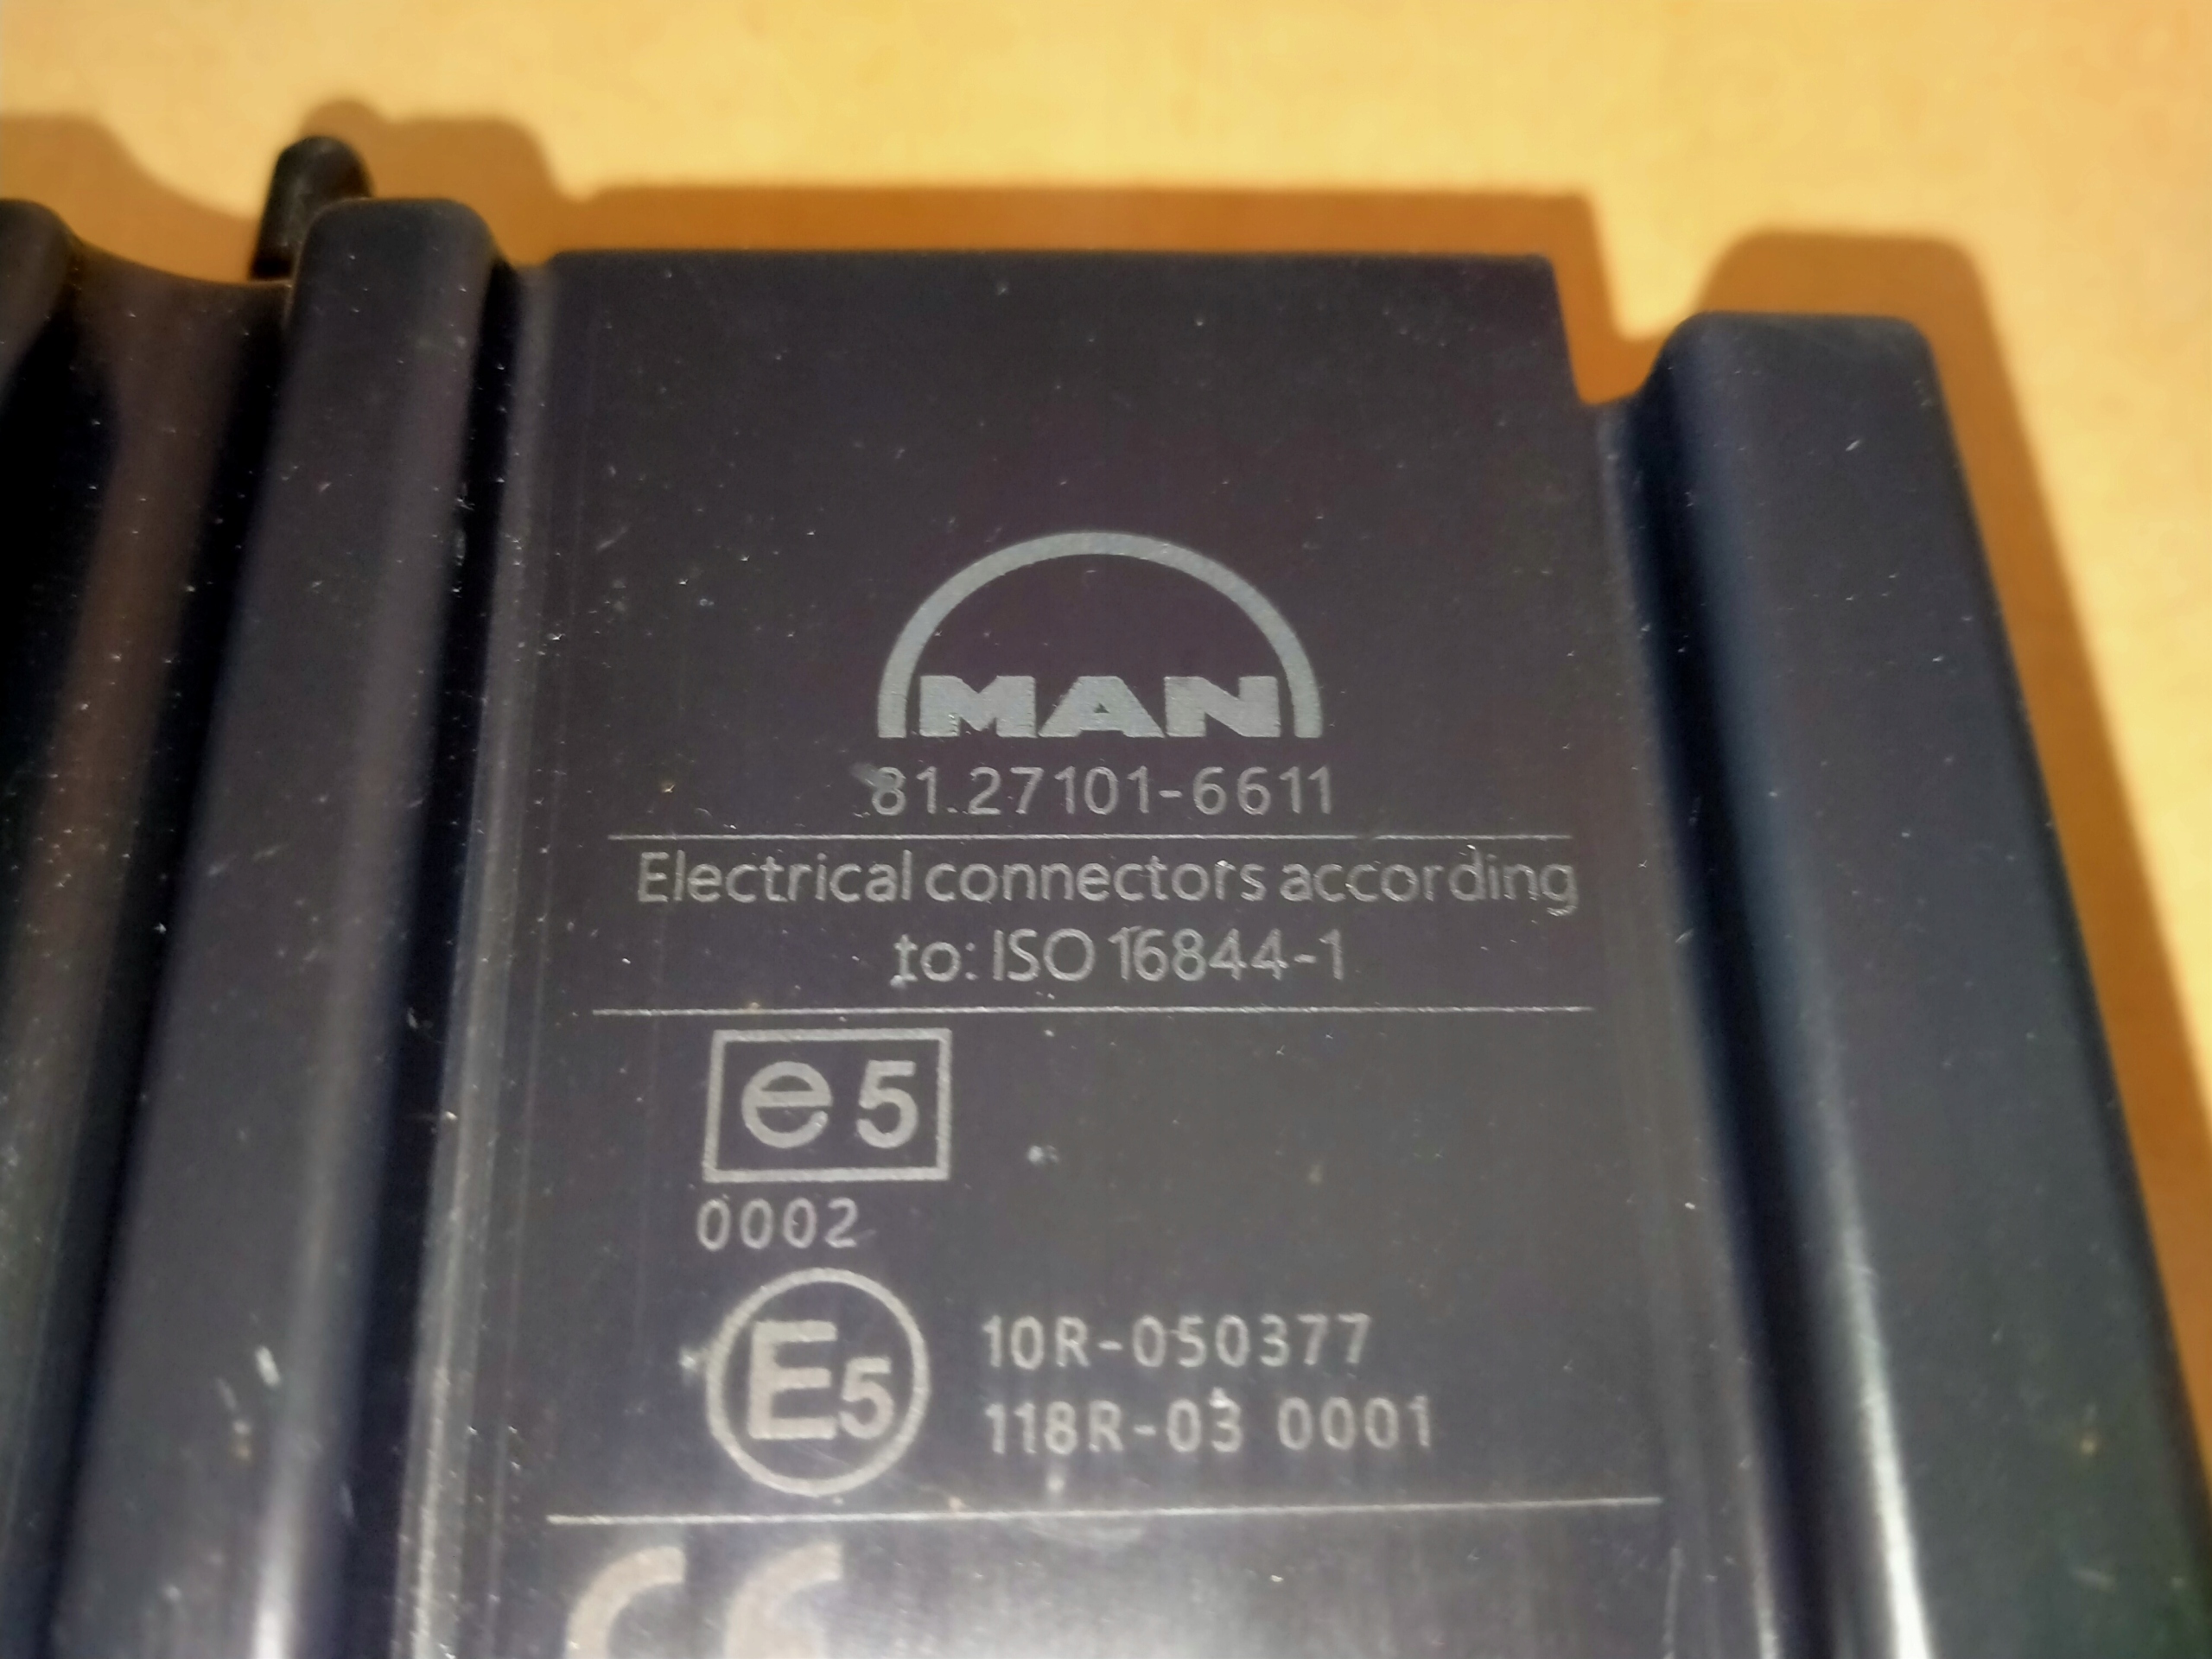 MAN
81.27101-6611
Electrical connectors according
to: ISO 16844-1
e5
0002
E5
10R-050377
118R-03 0001
CE